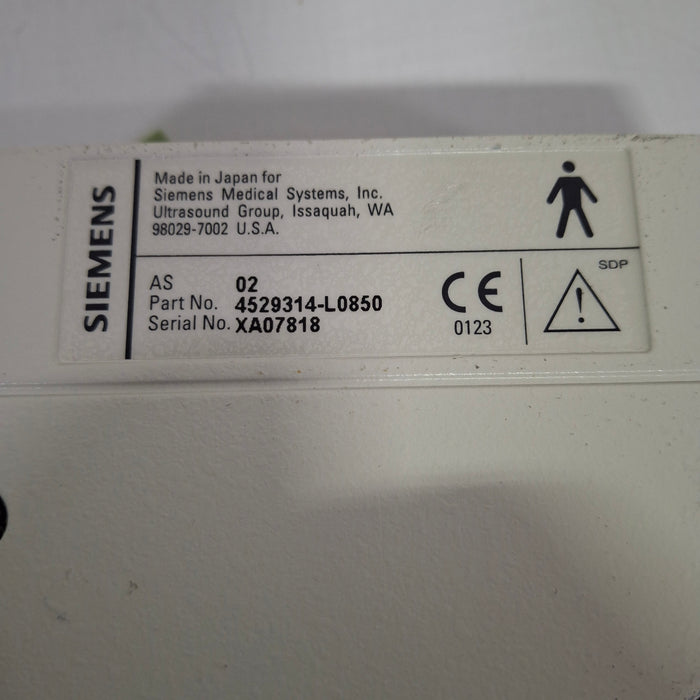 SIEMENS
Made in Japan for
Siemens Medical Systems, Inc.
Ultrasound Group, Issaquah, WA
98029-7002 U.S.A.
AS 02
Part No. 4529314-L0850
Serial No. XA07818
CE
0123
SDP
!